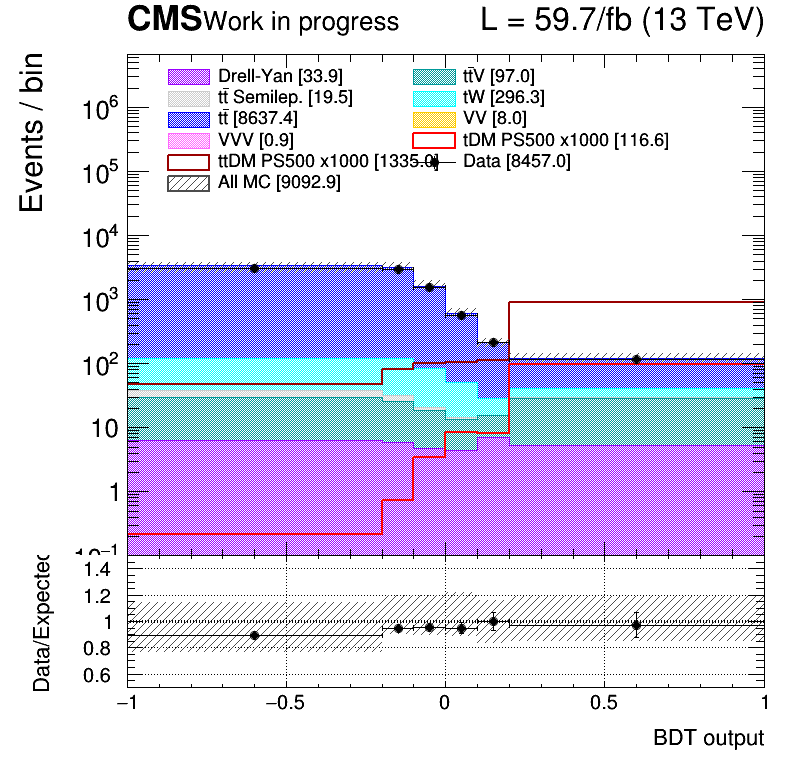 CMS Work in progress L = 59.7/fb (13 TeV)
Events / bin
Drell-Yan [33.9] tt̄V [97.0]
tt̄ Semilep. [19.5] tW [296.3]
tt̄ [8637.4] VV [8.0]
VVV [0.9] tDM PS500 x1000 [116.6]
ttDM PS500 x1000 [1335.0] Data [8457.0]
All MC [9092.9]
10⁶
10⁵
10⁴
10³
10²
10
1
10⁻¹
Data/Expected
1.4
1.2
1
0.8
0.6
−1 −0.5 0 0.5 1
BDT output